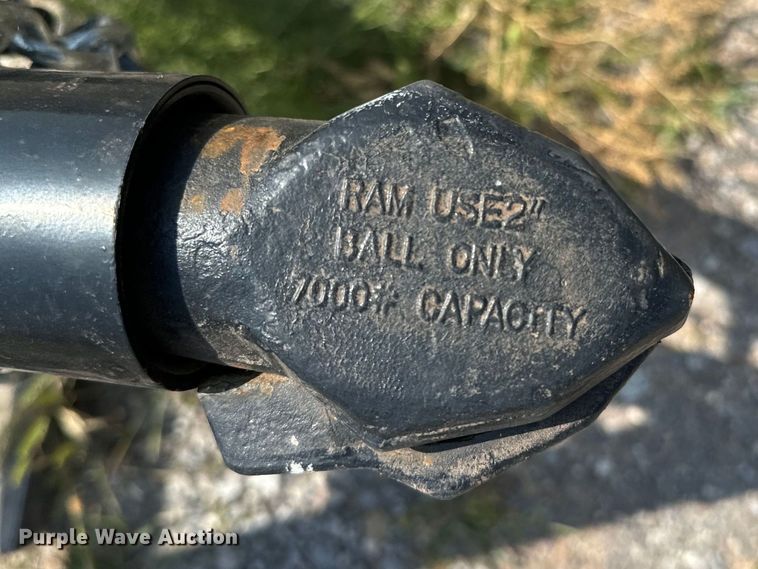 RAM USE 2"
BALL ONLY
7000# CAPACITY
Purple Wave Auction